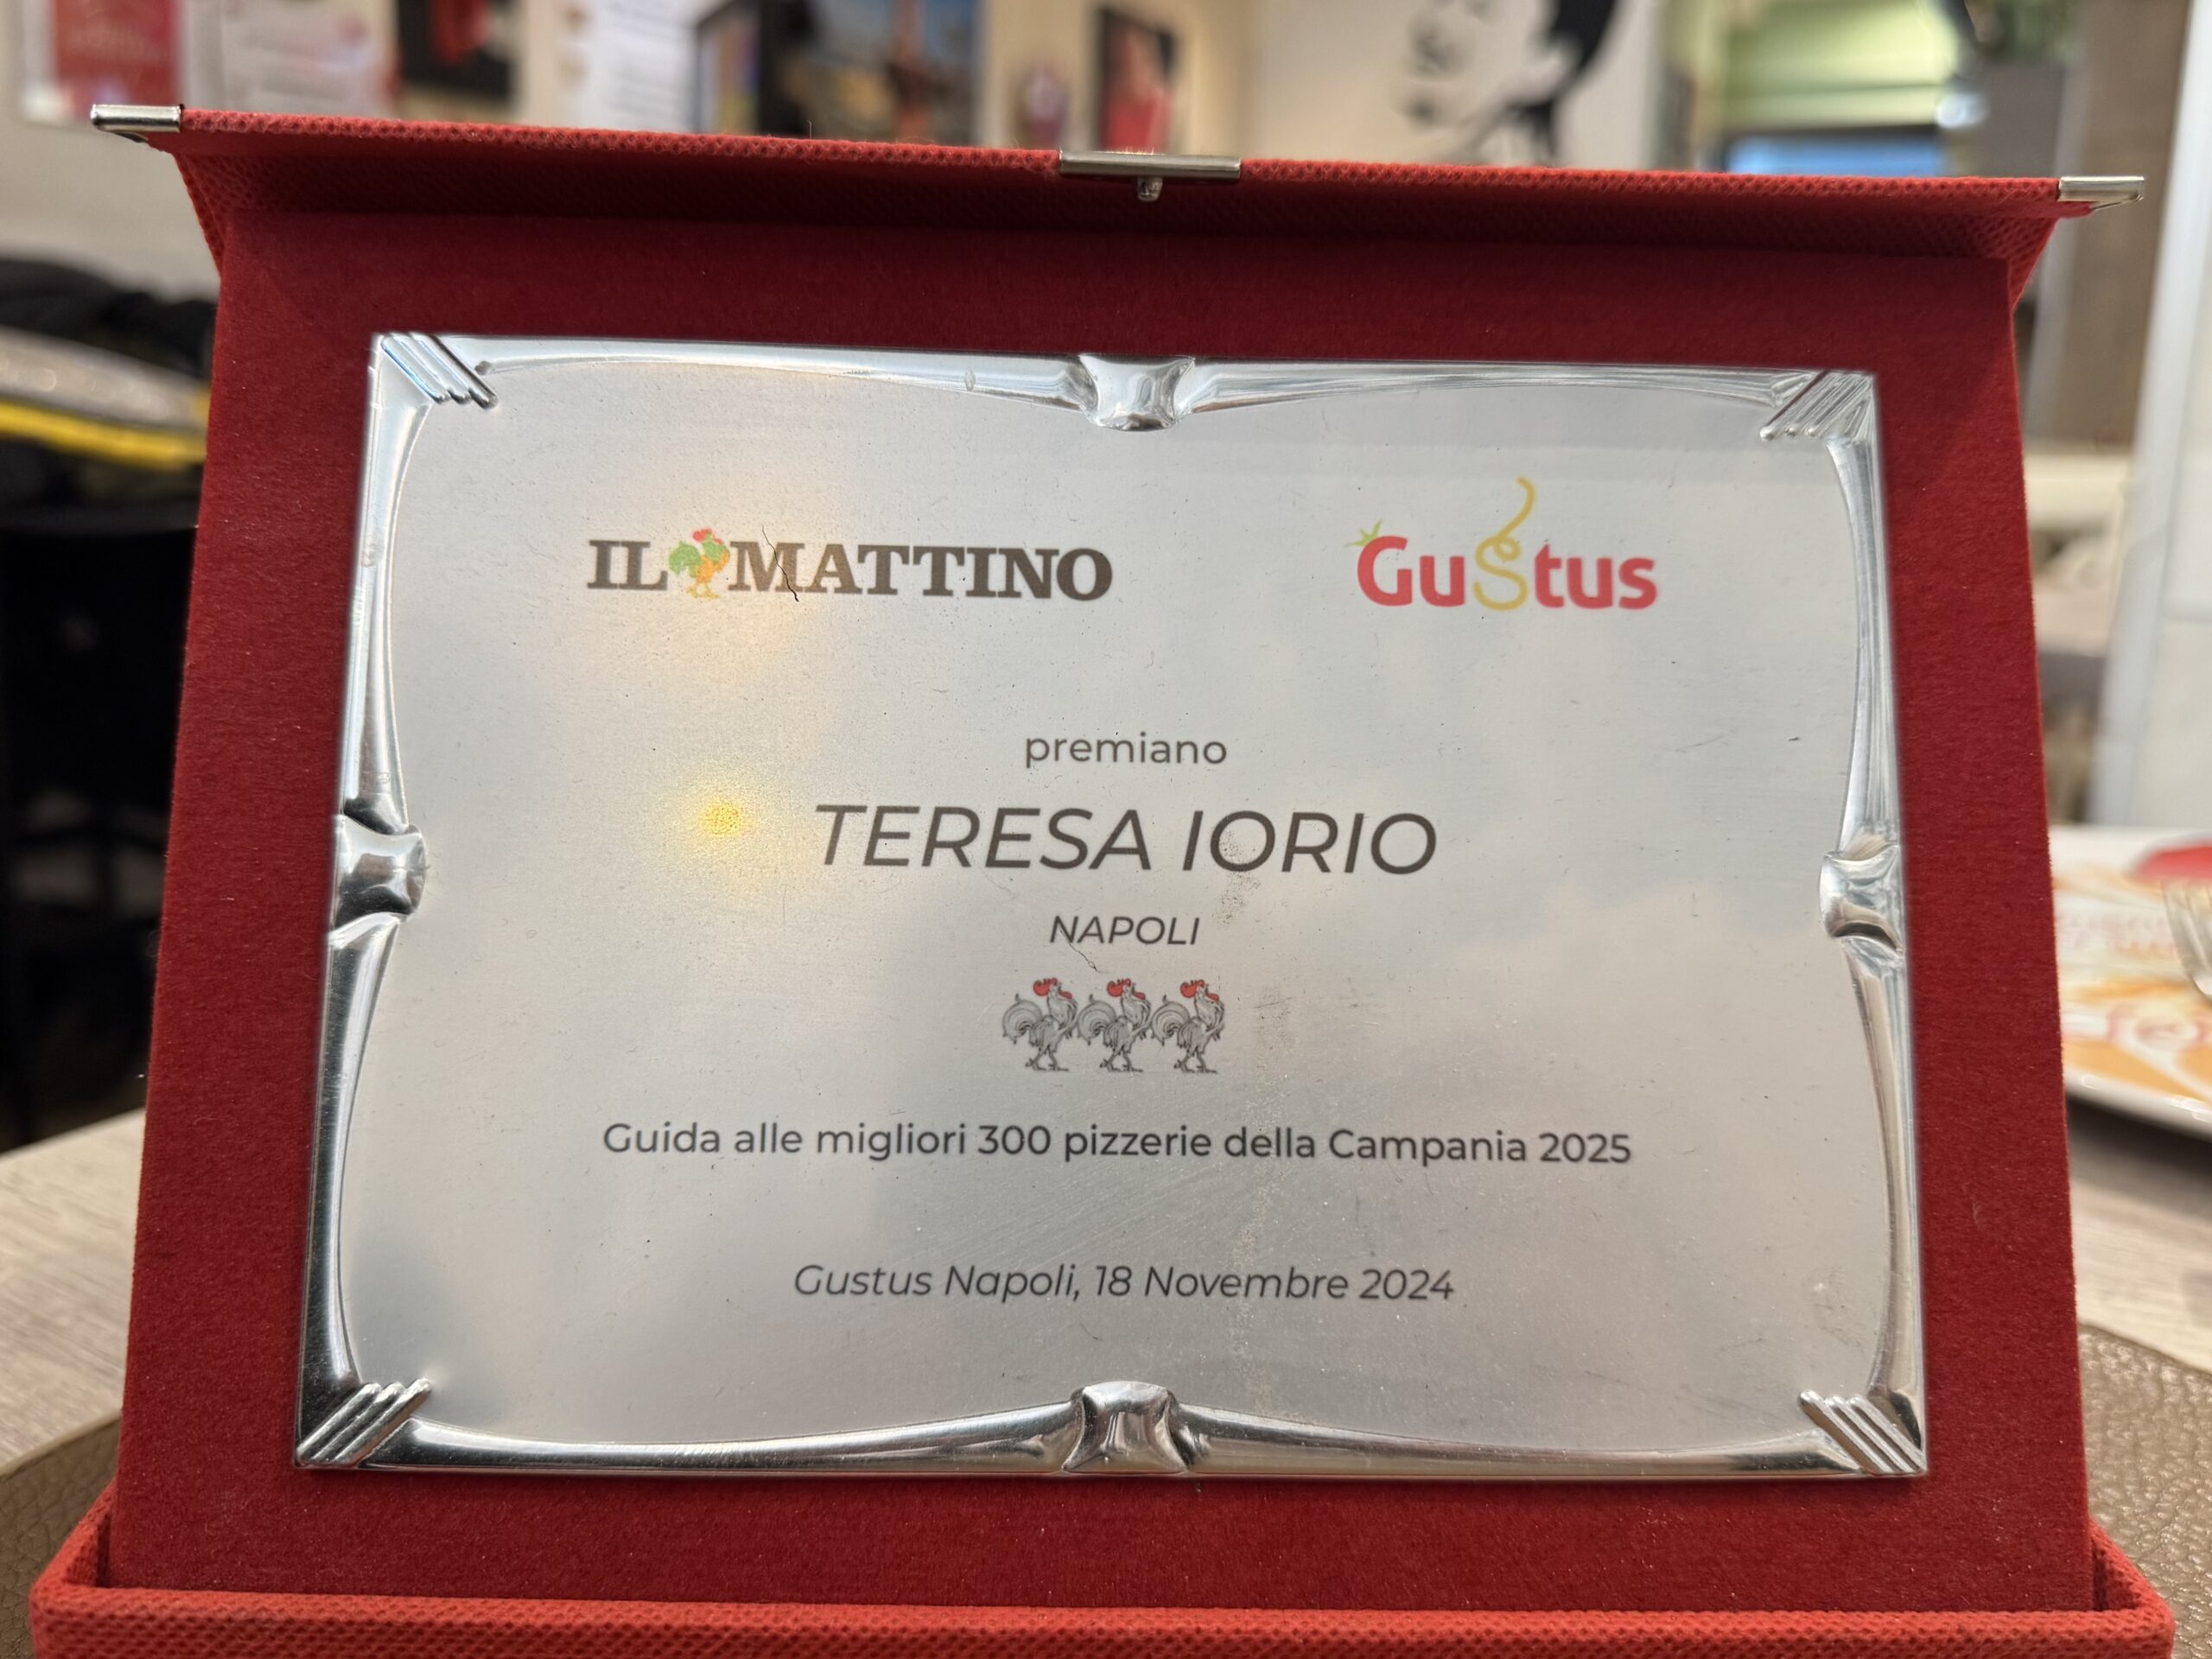 IL MATTINO
Gustus
premiano
TERESA IORIO
NAPOLI
Guida alle migliori 300 pizzerie della Campania 2025
Gustus Napoli, 18 Novembre 2024